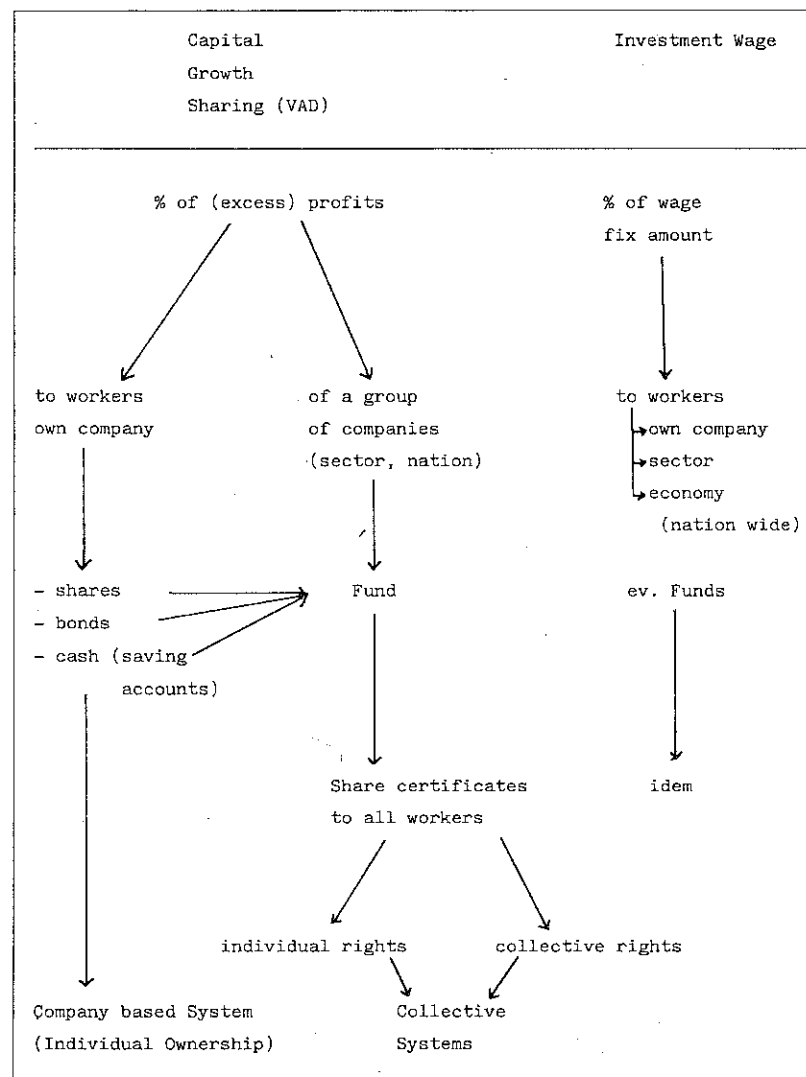 Capital
Growth
Sharing (VAD)
Investment Wage
% of (excess) profits
% of wage
fix amount
to workers
own company
of a group
of companies
(sector, nation)
to workers
own company
sector
economy
(nation wide)
- shares
- bonds
- cash (saving
accounts)
Fund
ev. Funds
Share certificates
to all workers
idem
individual rights
collective rights
Company based System
(Individual Ownership)
Collective
Systems